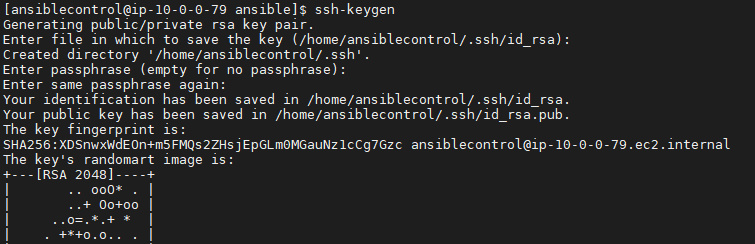 [ansiblecontrol@ip-10-0-0-79 ansible]$ ssh-keygen
Generating public/private rsa key pair.
Enter file in which to save the key (/home/ansiblecontrol/.ssh/id_rsa):
Created directory '/home/ansiblecontrol/.ssh'.
Enter passphrase (empty for no passphrase):
Enter same passphrase again:
Your identification has been saved in /home/ansiblecontrol/.ssh/id_rsa.
Your public key has been saved in /home/ansiblecontrol/.ssh/id_rsa.pub.
The key fingerprint is:
SHA256:XDSnwxWdEOn+m5FMQs2ZHsjEpGLm0MGauNz1cCg7Gzc ansiblecontrol@ip-10-0-0-79.ec2.internal
The key's randomart image is:
+---[RSA 2048]----+
|       .. ooO* . |
|       ..+ Oo+oo |
|     ..o=.*.+ *  |
|    . +*+o.o.. . |